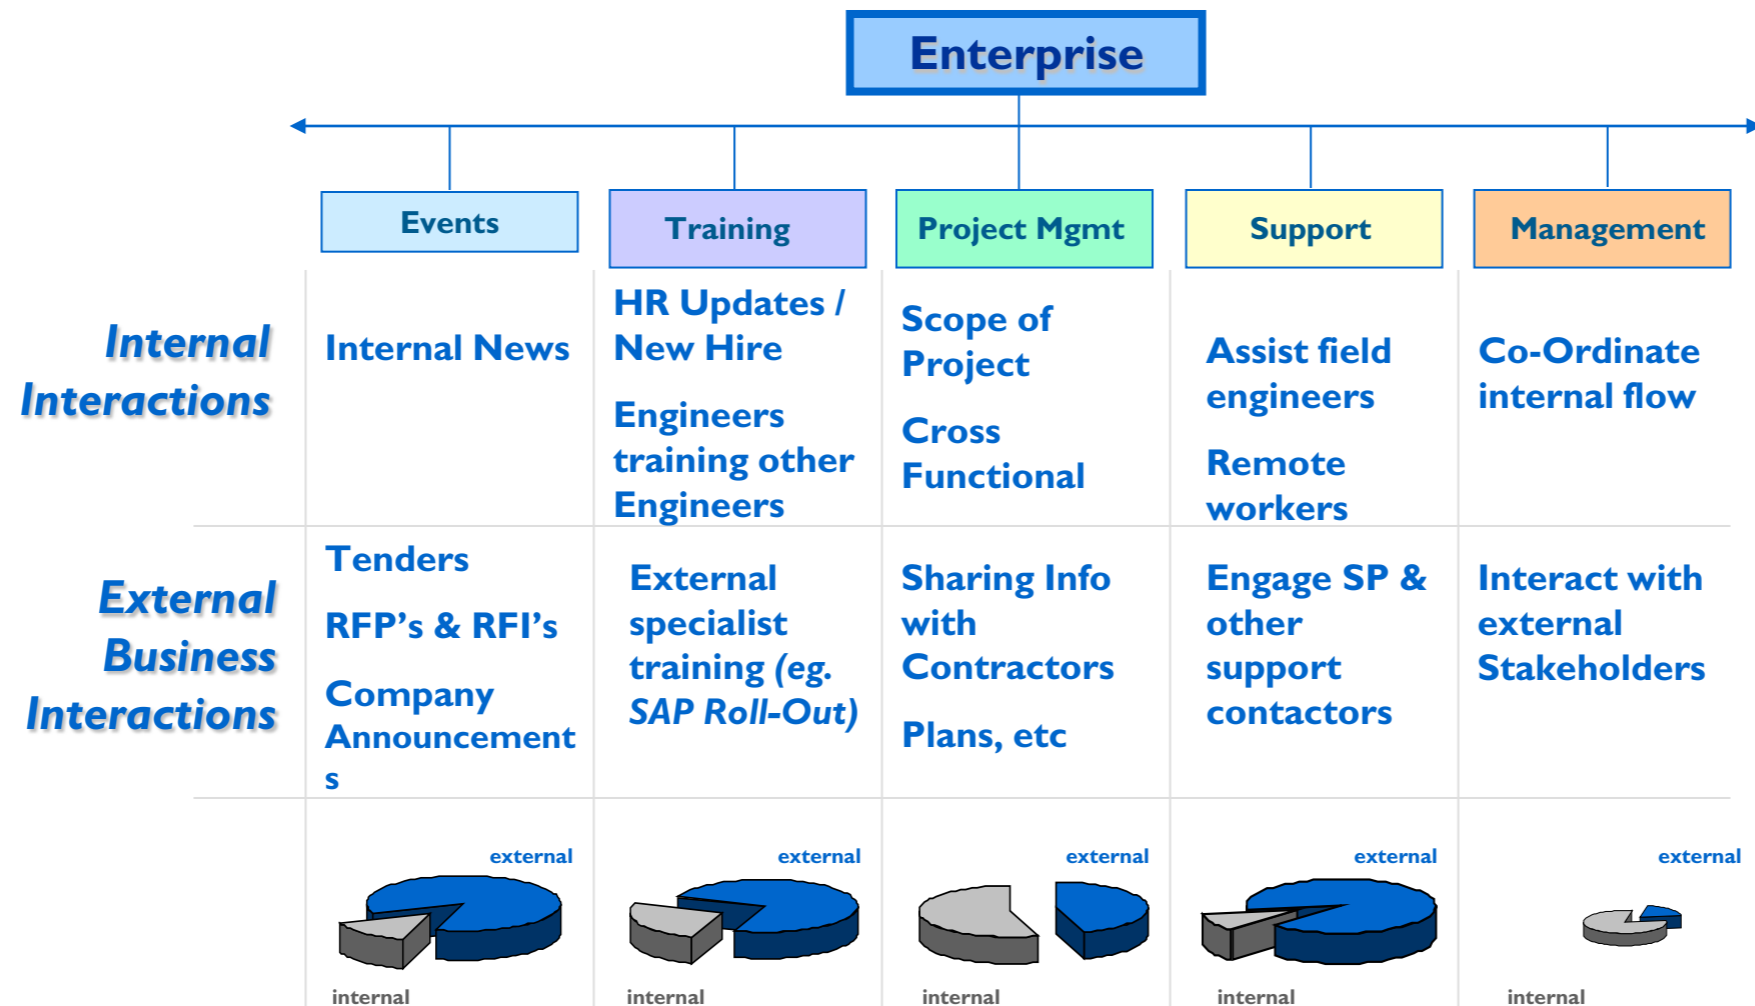 Enterprise
Events
Training
Project Mgmt
Support
Management
Internal
Interactions
Internal News
HR Updates /
New Hire
Engineers
training other
Engineers
Scope of
Project
Cross
Functional
Assist field
engineers
Remote
workers
Co-Ordinate
internal flow
External
Business
Interactions
Tenders
RFP’s & RFI’s
Company
Announcement
s
External
specialist
training (eg.
SAP Roll-Out)
Sharing Info
with
Contractors
Plans, etc
Engage SP &
other
support
contactors
Interact with
external
Stakeholders
external
external
external
external
external
internal
internal
internal
internal
internal